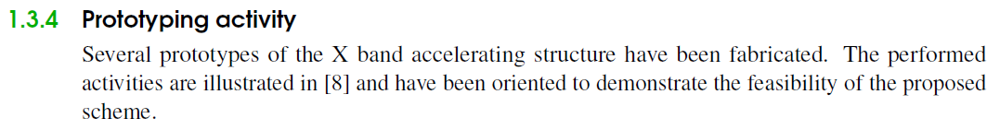 1.3.4 Prototyping activity
Several prototypes of the X band accelerating structure have been fabricated. The performed
activities are illustrated in [8] and have been oriented to demonstrate the feasibility of the proposed
scheme.